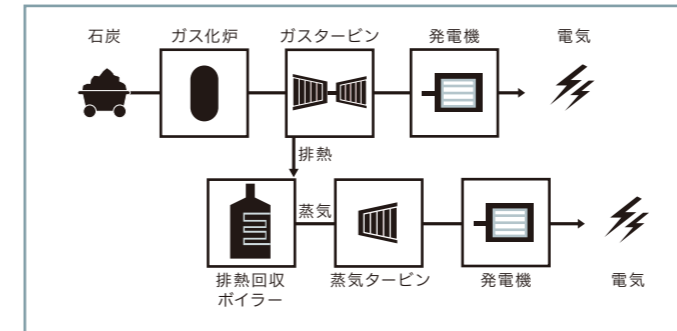 石炭
ガス化炉
ガスタービン
発電機
電気
排熱
蒸気
排熱回収
ボイラー
蒸気タービン
発電機
電気